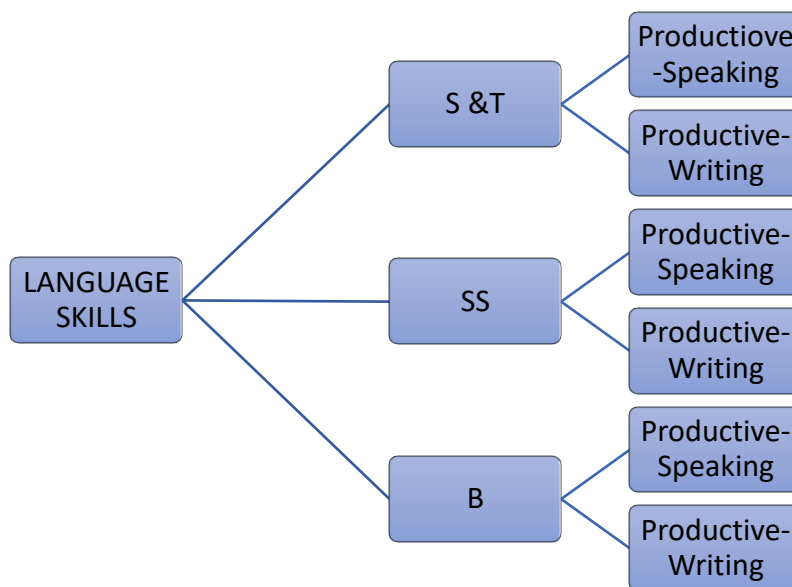 LANGUAGE
SKILLS
S &T
Productiove
-Speaking
Productive-
Writing
SS
Productive-
Speaking
Productive-
Writing
B
Productive-
Speaking
Productive-
Writing